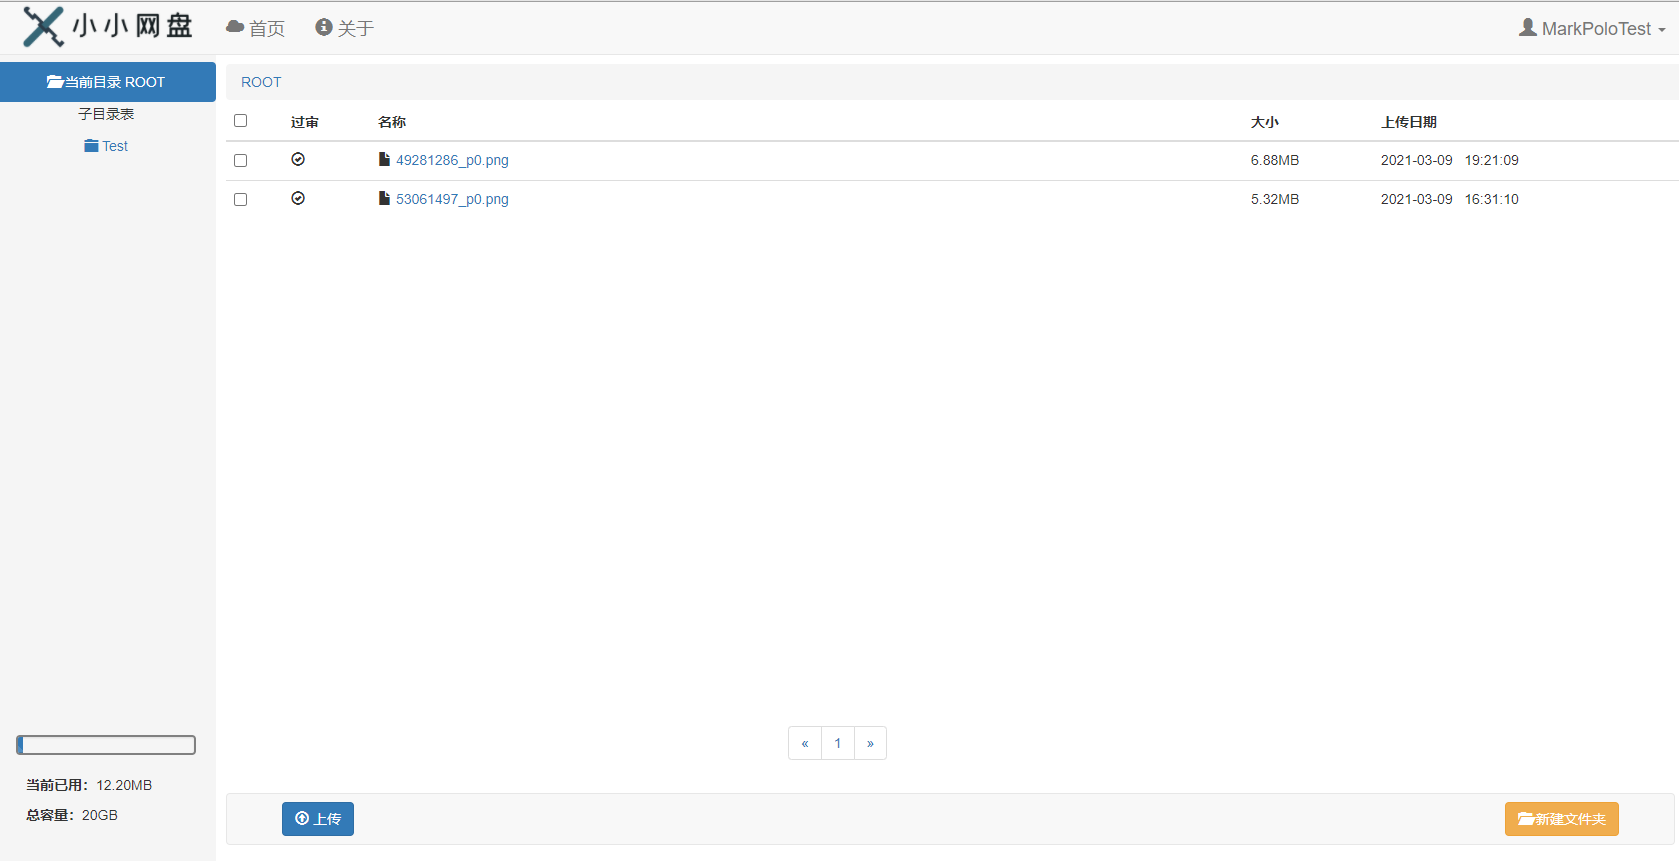 小小网盘 首页 关于 MarkPoloTest
当前目录 ROOT
子目录表
Test
ROOT
过审 名称 大小 上传日期
49281286_p0.png 6.88MB 2021-03-09 19:21:09
53061497_p0.png 5.32MB 2021-03-09 16:31:10
« 1 »
当前已用：12.20MB
总容量：20GB
上传 新建文件夹